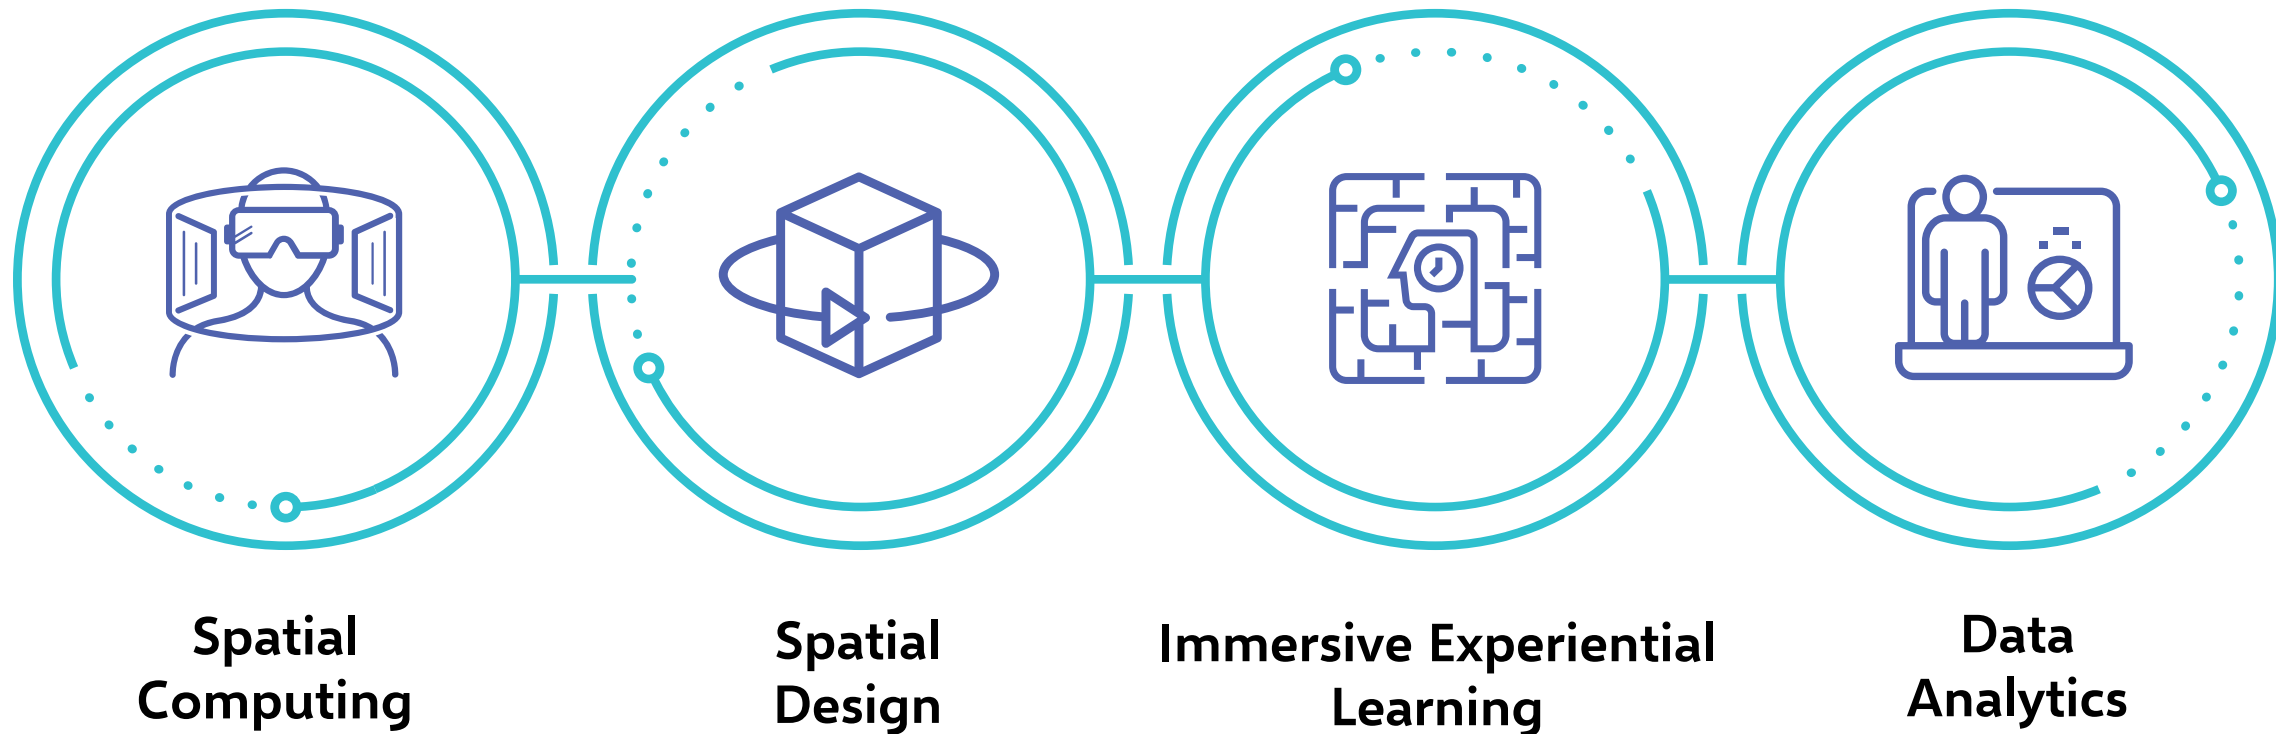 Spatial
Computing
Spatial
Design
Immersive Experiential
Learning
Data
Analytics